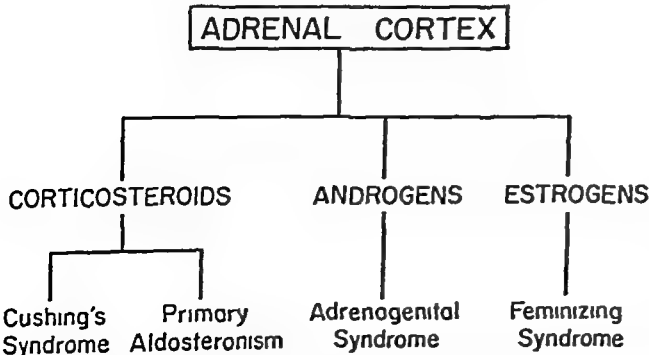 ADRENAL CORTEX
CORTICOSTEROIDS ANDROGENS ESTROGENS
Cushing's Primary Adrenogenital Feminizing
Syndrome Aldosteronism Syndrome Syndrome